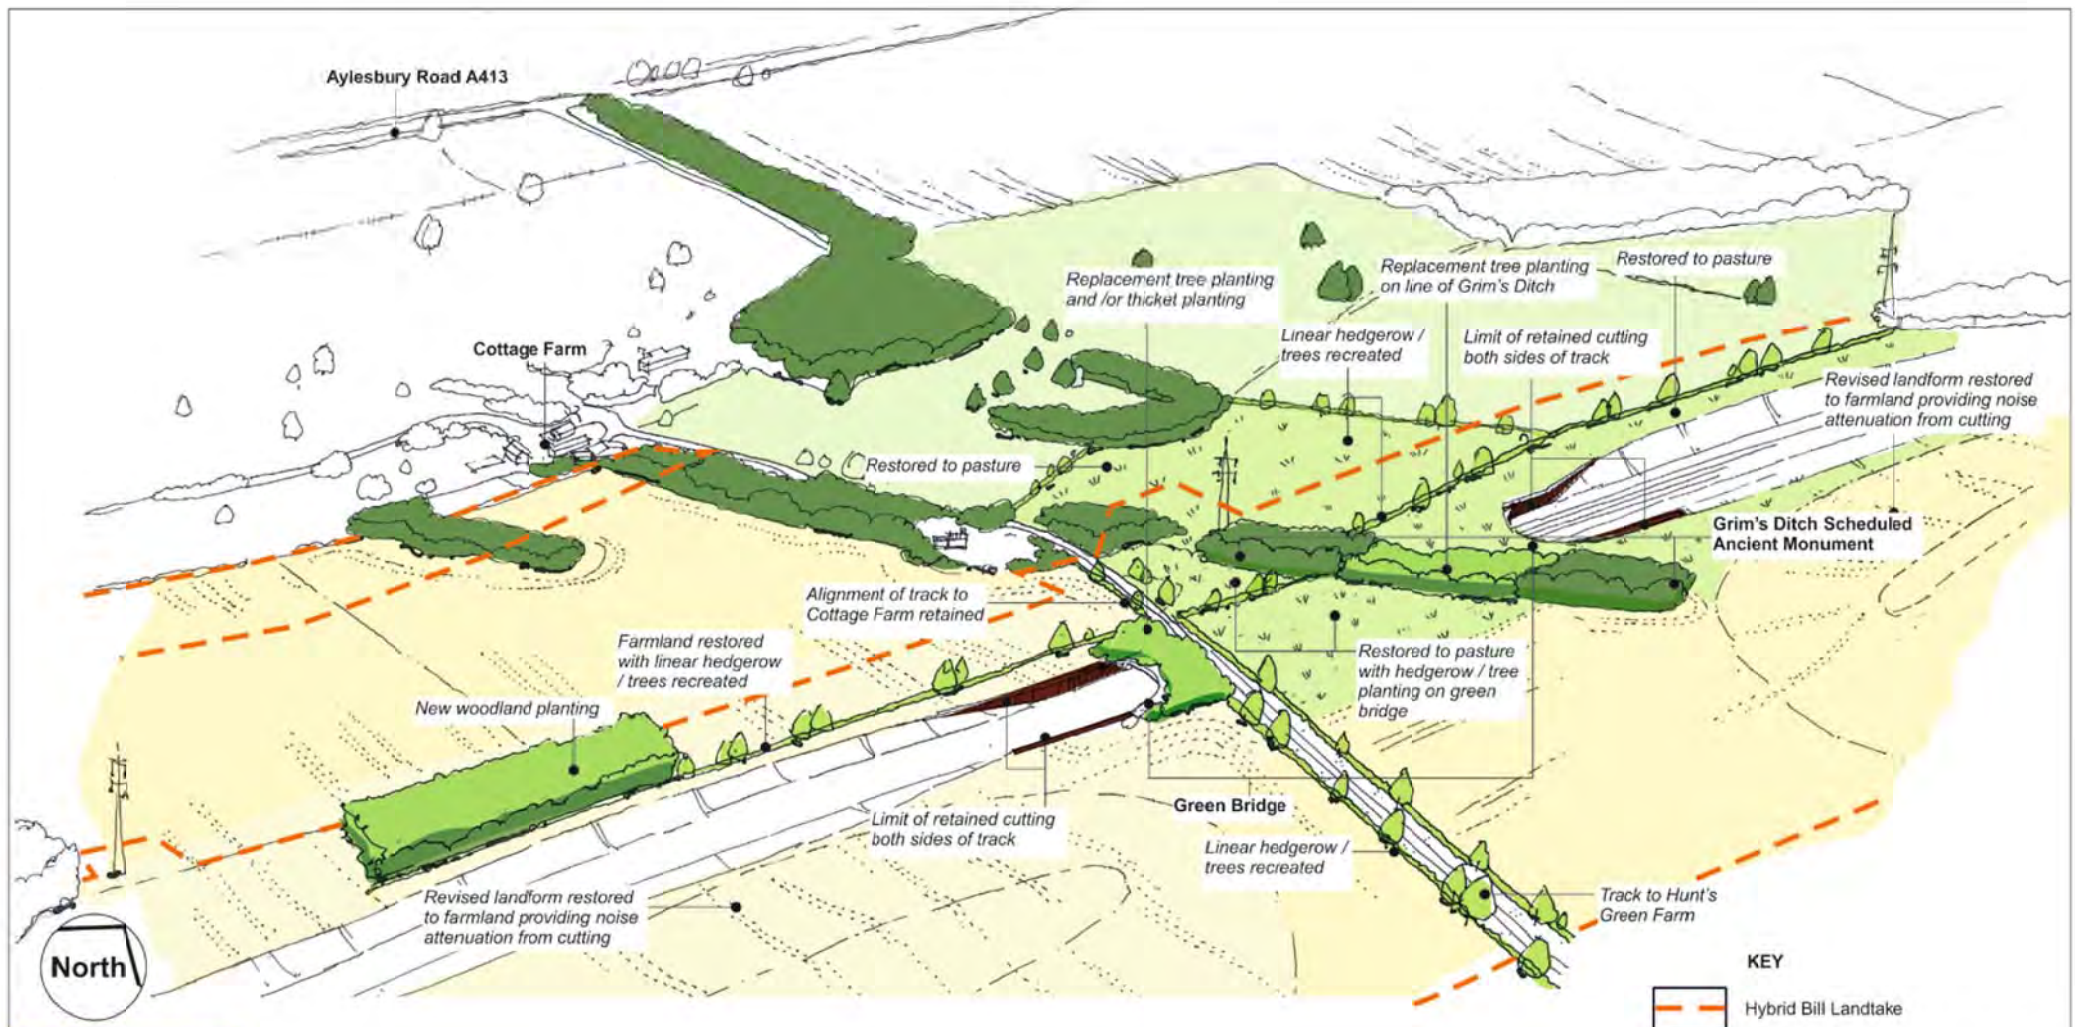 Aylesbury Road A413
Replacement tree planting
and /or thicket planting
Replacement tree planting
on line of Grim's Ditch
Restored to pasture
Linear hedgerow /
trees recreated
Limit of retained cutting
both sides of track
Cottage Farm
Revised landform restored
to farmland providing noise
attenuation from cutting
Restored to pasture
Grim's Ditch Scheduled
Ancient Monument
Alignment of track to
Cottage Farm retained
Farmland restored
with linear hedgerow
/ trees recreated
Restored to pasture
with hedgerow / tree
planting on green
bridge
New woodland planting
Green Bridge
Limit of retained cutting
both sides of track
Linear hedgerow /
trees recreated
Revised landform restored
to farmland providing noise
attenuation from cutting
Track to Hunt's
Green Farm
North
KEY
Hybrid Bill Landtake